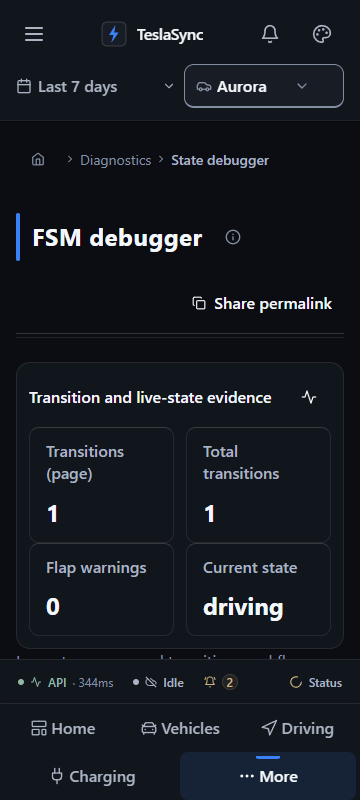 TeslaSync
Last 7 days
Aurora
Diagnostics
State debugger
FSM debugger
Share permalink
Transition and live-state evidence
Transitions
(page)
1
Total
transitions
1
Flap warnings
0
Current state
driving
API · 344ms
Idle
2
Status
Home
Vehicles
Driving
Charging
More